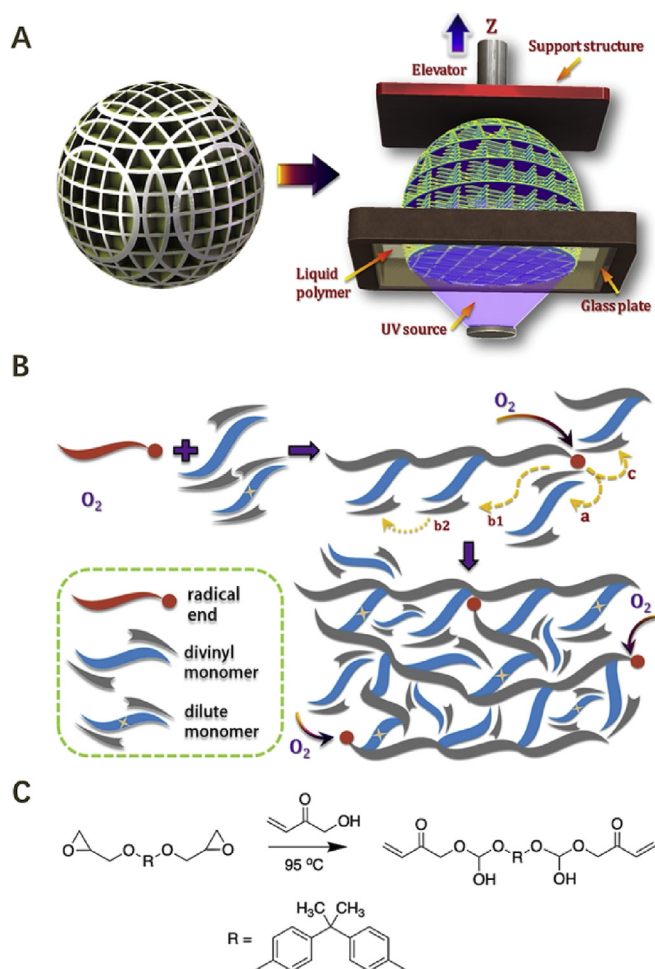 A
Z
Elevator
Support structure
Liquid
polymer
UV source
Glass plate
B
O2
O2
c
a
b1
b2
radical
end
divinyl
monomer
dilute
monomer
O2
O2
C
O
O
R
O
O
O
OH
95 °C
O
O
OH
O
R
O
OH
O
O
H3C
CH3
R =